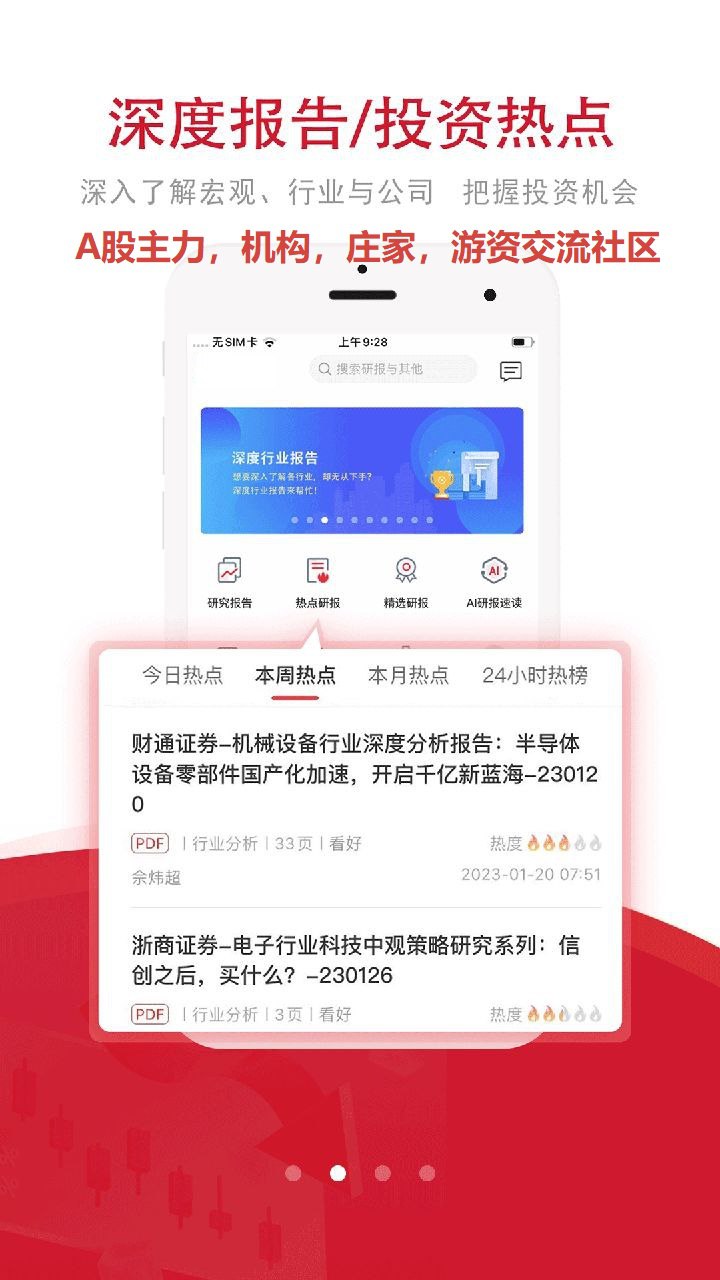 深度报告/投资热点
深入了解宏观、行业与公司 把握投资机会
A股主力，机构，庄家，游资交流社区
无SIM卡 上午9:28
搜索研报与其他
深度行业报告
想要深入了解各行业，却无从下手？
深度行业报告来帮忙！
AI
研究报告 热点研报 精选研报 AI研报速读
今日热点 本周热点 本月热点 24小时热榜
财通证券-机械设备行业深度分析报告：半导体
设备零部件国产化加速，开启千亿新蓝海-23012
0
PDF | 行业分析 | 33页 | 看好 热度
佘炜超 2023-01-20 07:51
浙商证券-电子行业科技中观策略研究系列：信
创之后，买什么？-230126
PDF | 行业分析 | 3页 | 看好 热度